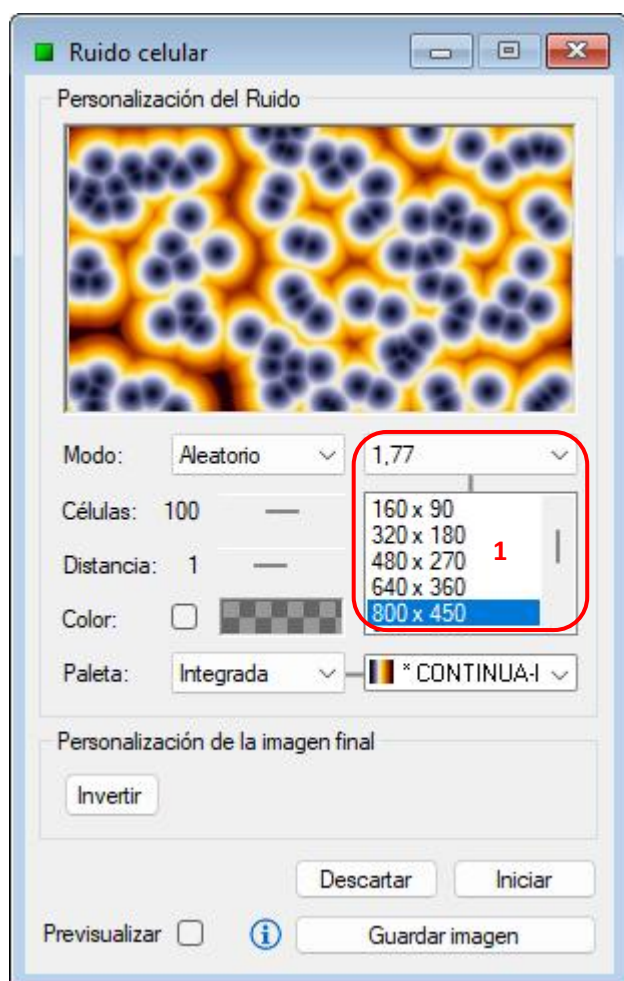 Ruido celular
Personalización del Ruido
Modo: Aleatorio 1,77
Células: 100
160 x 90
320 x 180
480 x 270
640 x 360
800 x 450
1
Distancia: 1
Color:
Paleta: Integrada * CONTINUA-I
Personalización de la imagen final
Invertir
Descartar Iniciar
Previsualizar Guardar imagen